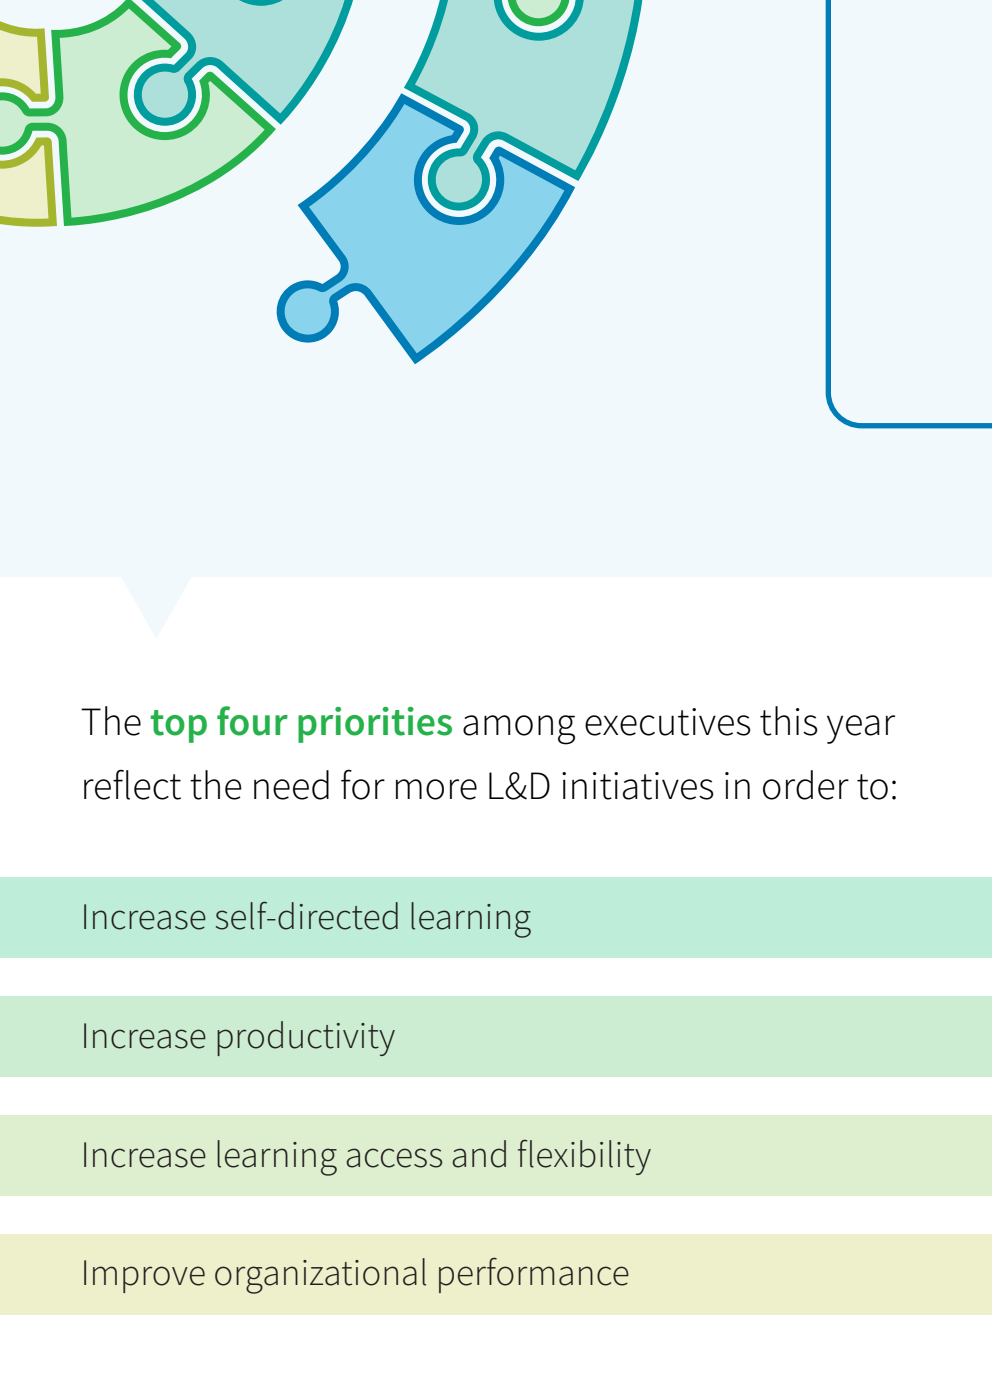 The top four priorities among executives this year
reflect the need for more L&D initiatives in order to:
Increase self-directed learning
Increase productivity
Increase learning access and flexibility
Improve organizational performance